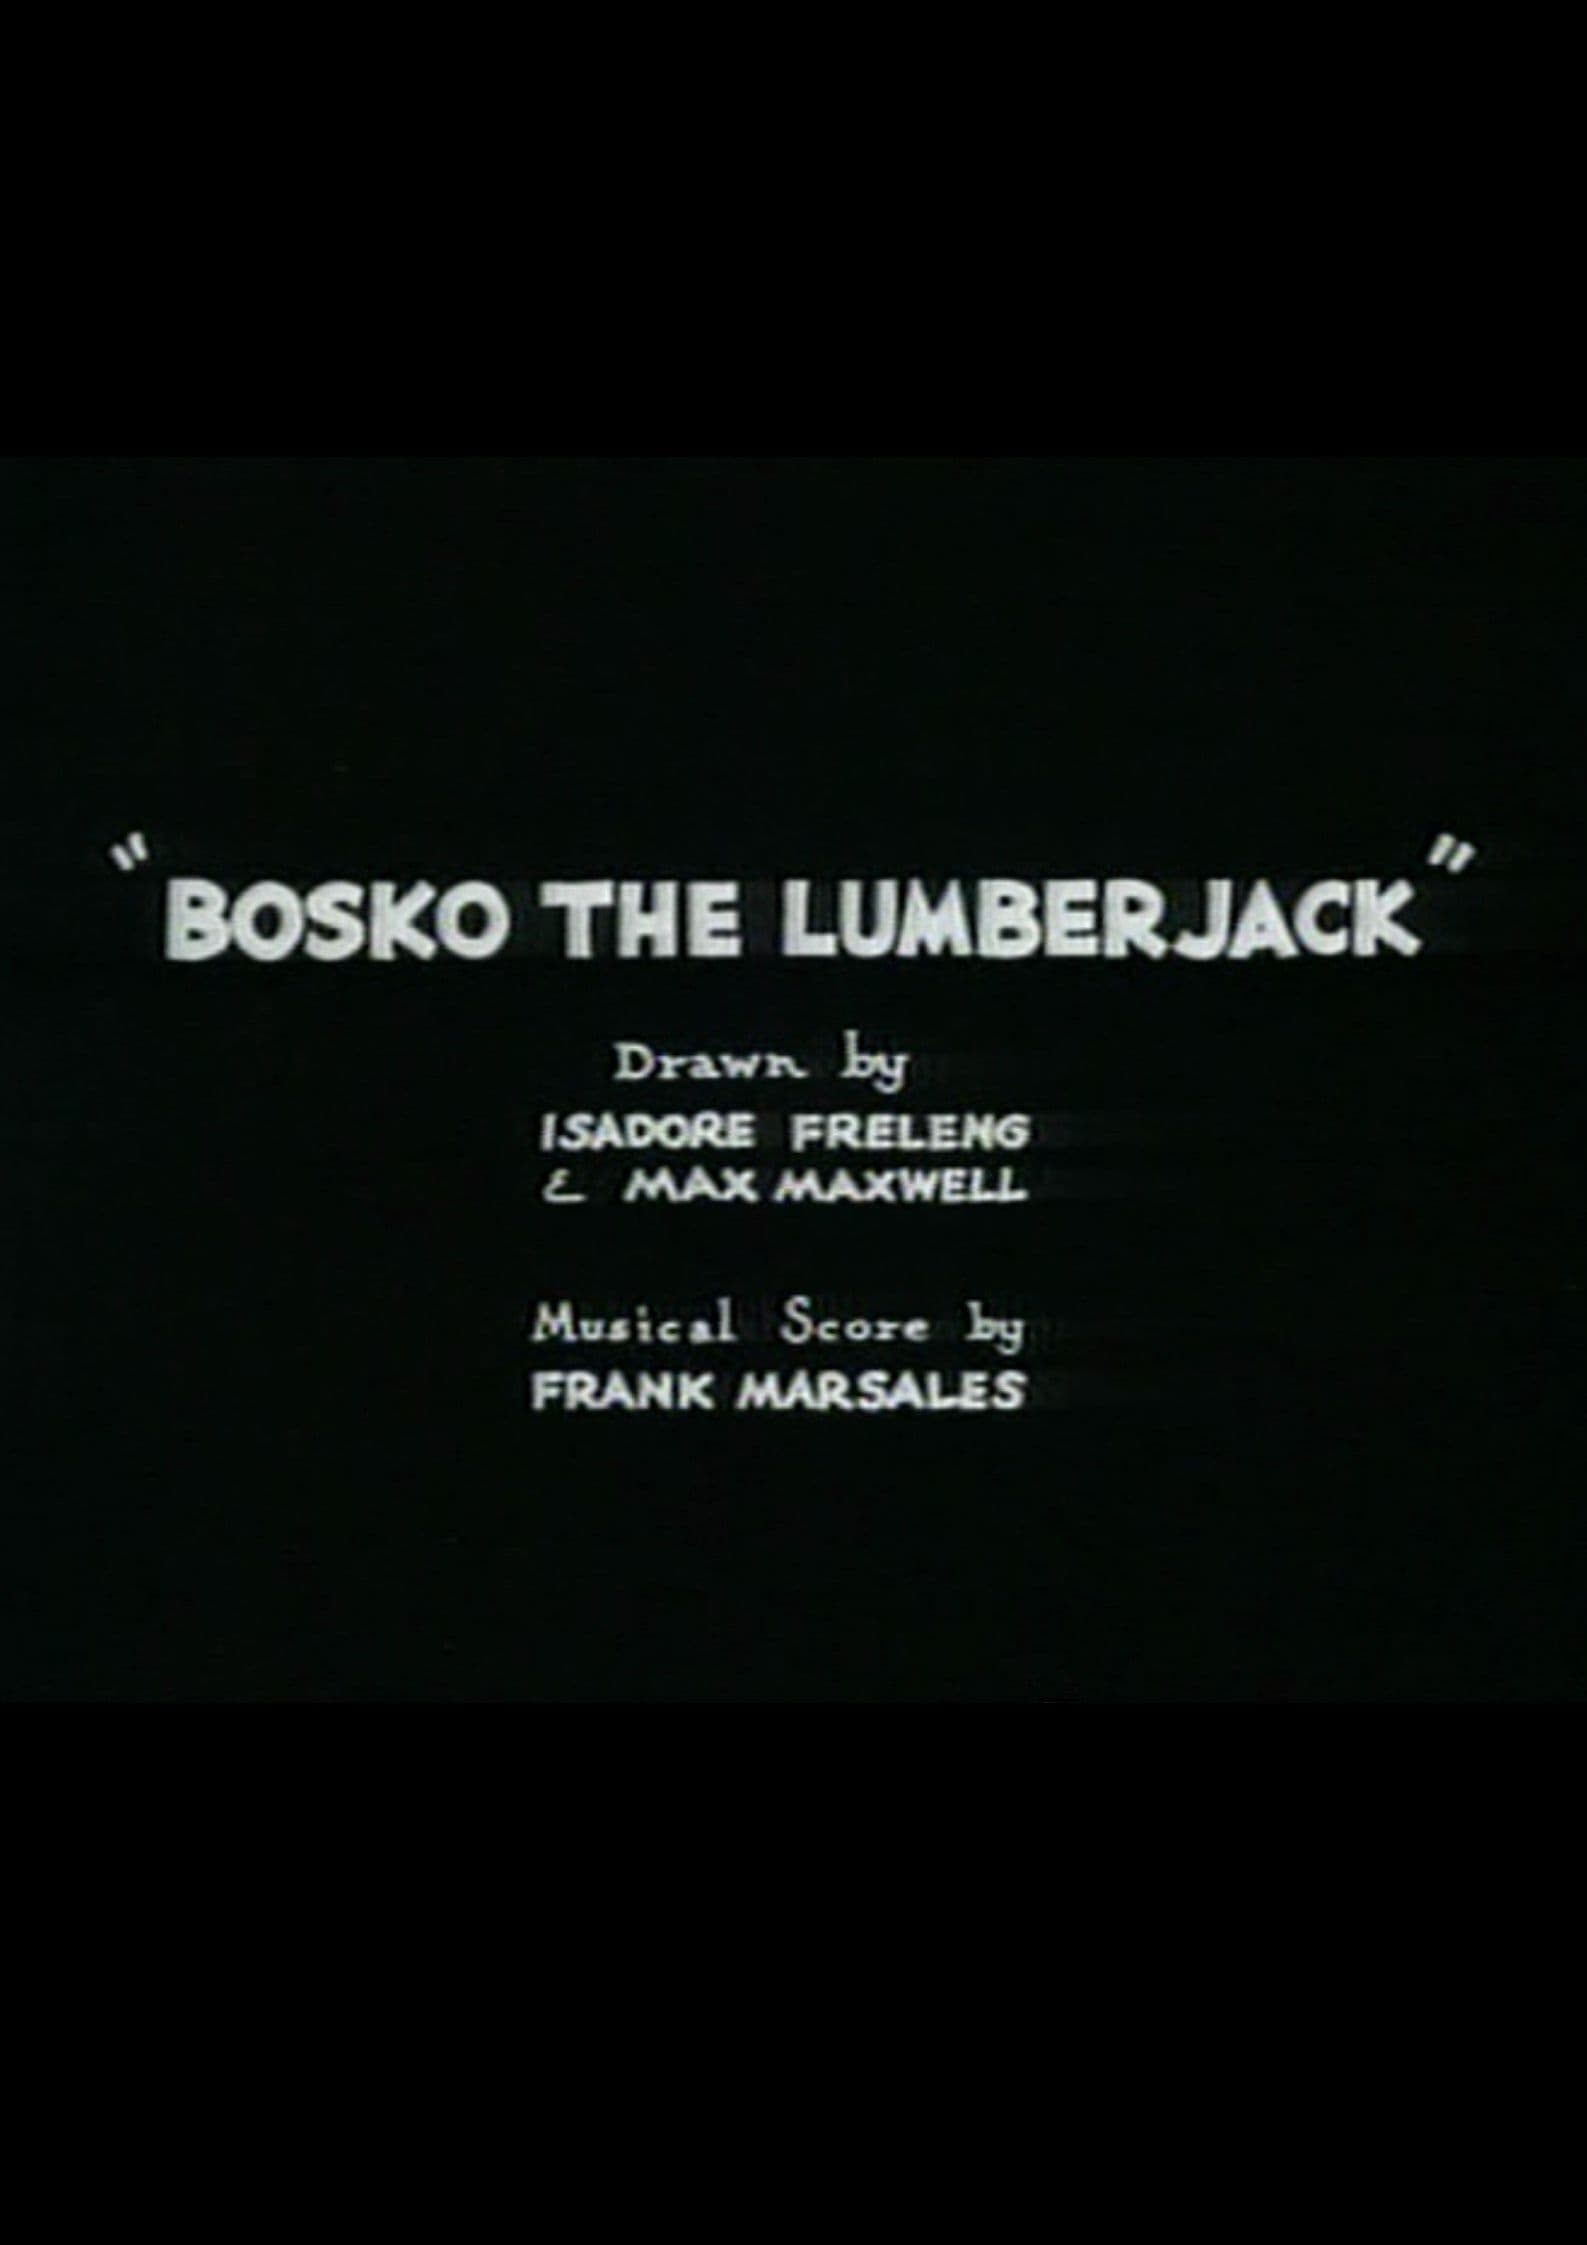 "BOSKO THE LUMBERJACK"
Drawn by
ISADORE FRELENG
& MAX MAXWELL
Musical Score by
FRANK MARSALES